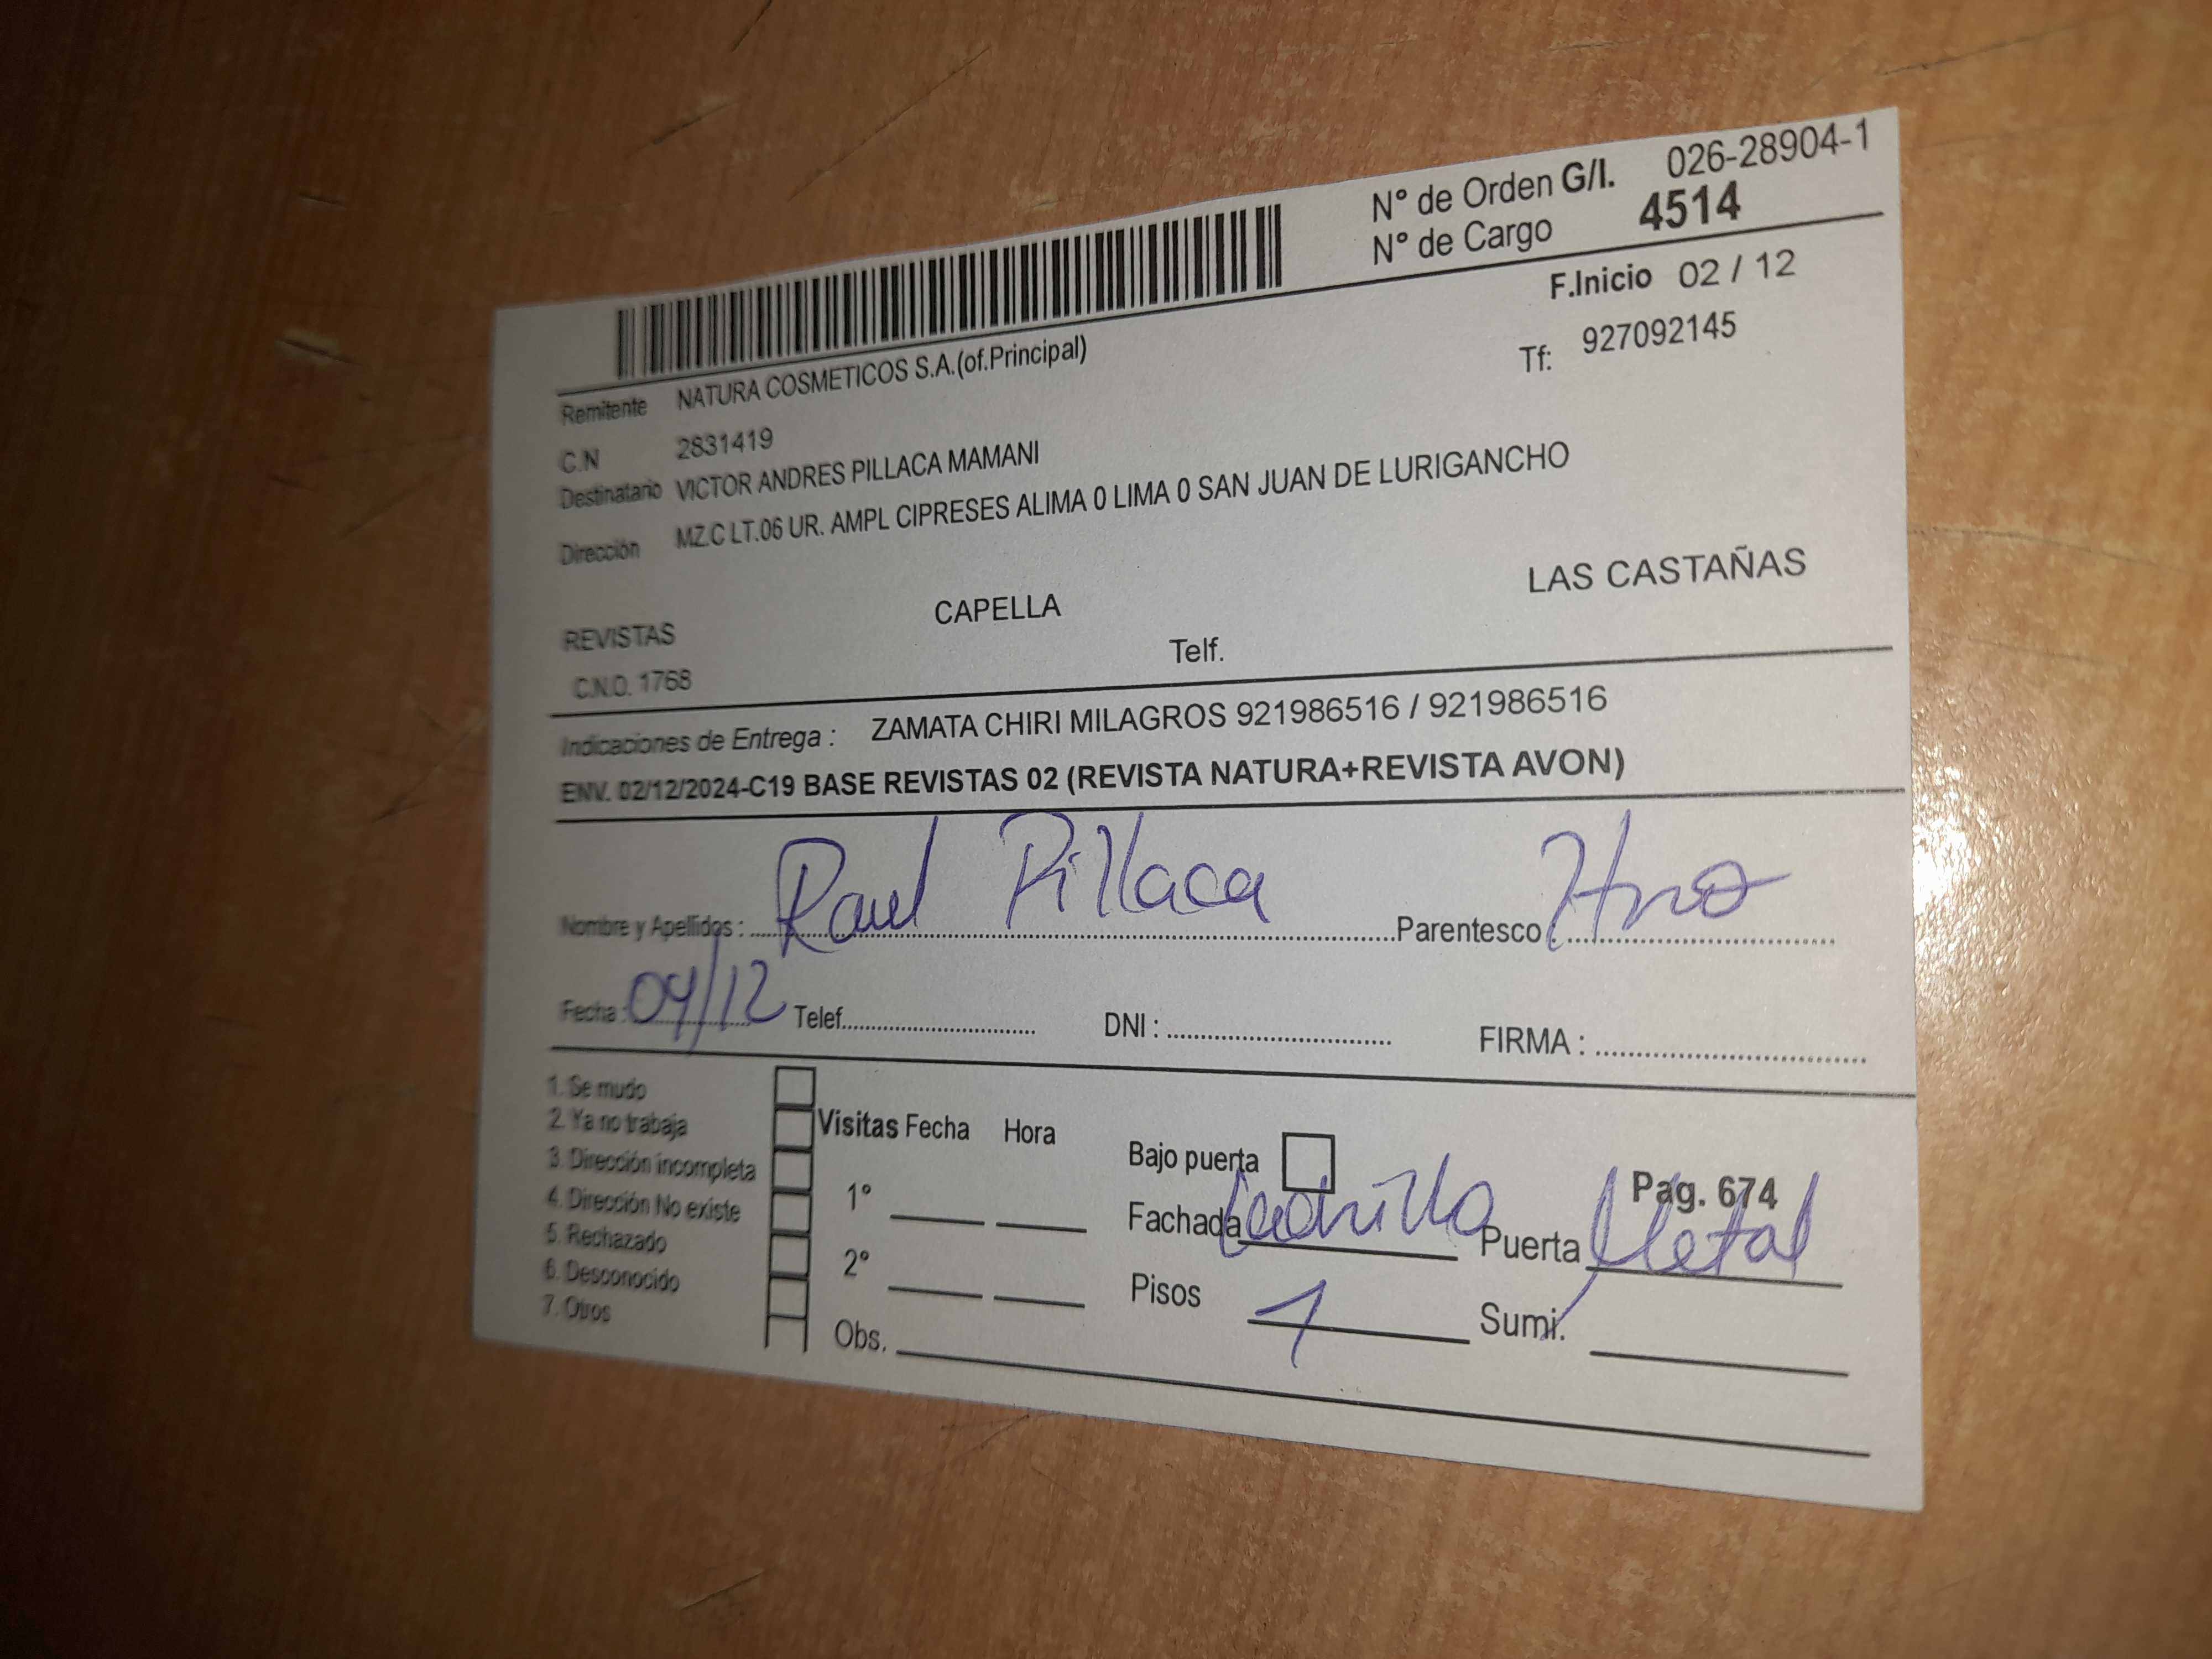 N° de Orden G/I. 026-28904-1
N° de Cargo 4514
F.Inicio 02 / 12
Remitente NATURA COSMETICOS S.A.(of.Principal)
Tf: 927092145
C.N 2831419
Destinatario VICTOR ANDRES PILLACA MAMANI
Dirección MZ.C LT.06 UR. AMPL CIPRESES ALIMA 0 LIMA 0 SAN JUAN DE LURIGANCHO
REVISTAS CAPELLA LAS CASTAÑAS
C.N.O. 1768 Telf.
Indicaciones de Entrega : ZAMATA CHIRI MILAGROS 921986516 / 921986516
ENV. 02/12/2024-C19 BASE REVISTAS 02 (REVISTA NATURA+REVISTA AVON)
Nombre y Apellidos : Raul Pillaca Parentesco : Hno
Fecha : 04/12 Telef. DNI : FIRMA :
1. Se mudo
2. Ya no trabaja
3. Dirección incompleta
4. Dirección No existe
5. Rechazado
6. Desconocido
7. Otros
Visitas Fecha Hora
1°
2°
Obs.
Bajo puerta
Pag. 674
Fachada Ladrillo Puerta Metal
Pisos 1 Sumi.